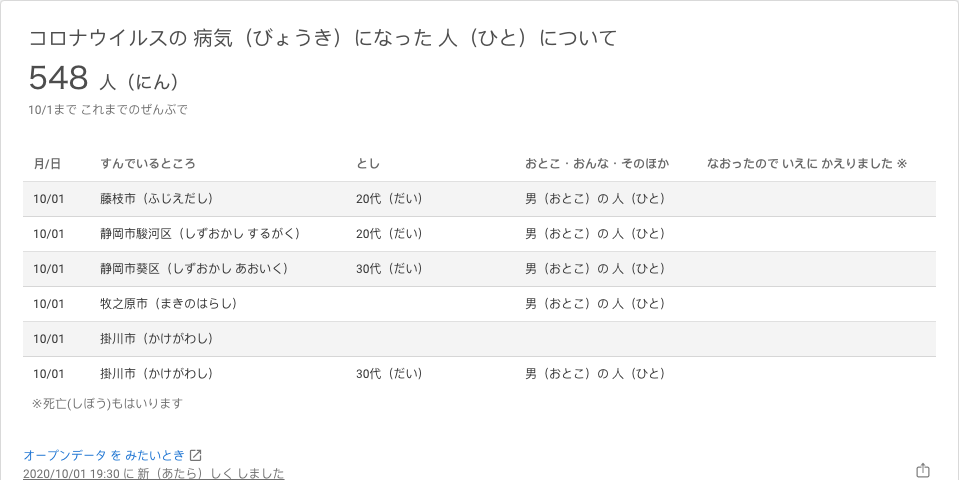 コロナウイルスの 病気（びょうき）になった 人（ひと）について
548 人（にん）
10/1まで これまでのぜんぶで
月/日 すんでいるところ とし おとこ・おんな・そのほか なおったので いえに かえりました ※
10/01 藤枝市（ふじえだし） 20代（だい） 男（おとこ）の 人（ひと）
10/01 静岡市駿河区（しずおかし するがく） 20代（だい） 男（おとこ）の 人（ひと）
10/01 静岡市葵区（しずおかし あおいく） 30代（だい） 男（おとこ）の 人（ひと）
10/01 牧之原市（まきのはらし） 男（おとこ）の 人（ひと）
10/01 掛川市（かけがわし）
10/01 掛川市（かけがわし） 30代（だい） 男（おとこ）の 人（ひと）
※死亡(しぼう)もはいります
オープンデータ を みたいとき
2020/10/01 19:30 に 新（あたら）しく しました